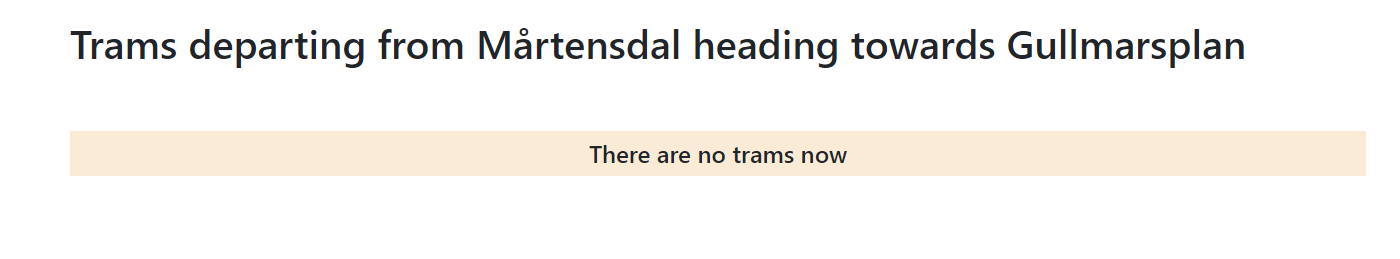 Trams departing from Mårtensdal heading towards Gullmarsplan
There are no trams now